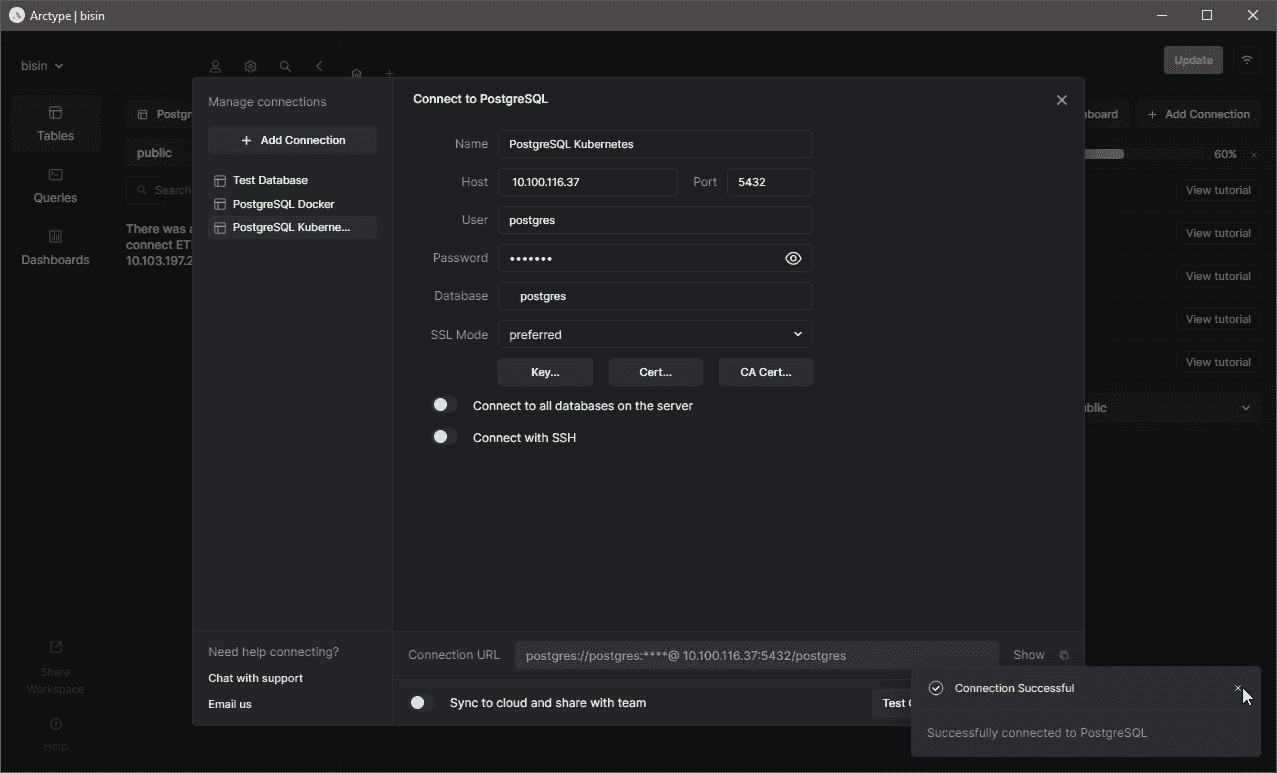 Arctype | bisin
bisin
Update
Tables
Queries
Dashboards
Share
Workspace
Help
Postgr
public
Search
There was a
connect ET
10.103.197.2
Manage connections
+ Add Connection
Test Database
PostgreSQL Docker
PostgreSQL Kuberne...
Need help connecting?
Chat with support
Email us
Connect to PostgreSQL
Name PostgreSQL Kubernetes
Host 10.100.116.37 Port 5432
User postgres
Password •••••••
Database postgres
SSL Mode preferred
Key... Cert... CA Cert...
Connect to all databases on the server
Connect with SSH
Connection URL postgres://postgres:****@ 10.100.116.37:5432/postgres Show
Sync to cloud and share with team
Test
board + Add Connection
60%
View tutorial
View tutorial
View tutorial
View tutorial
View tutorial
ublic
Connection Successful
Successfully connected to PostgreSQL